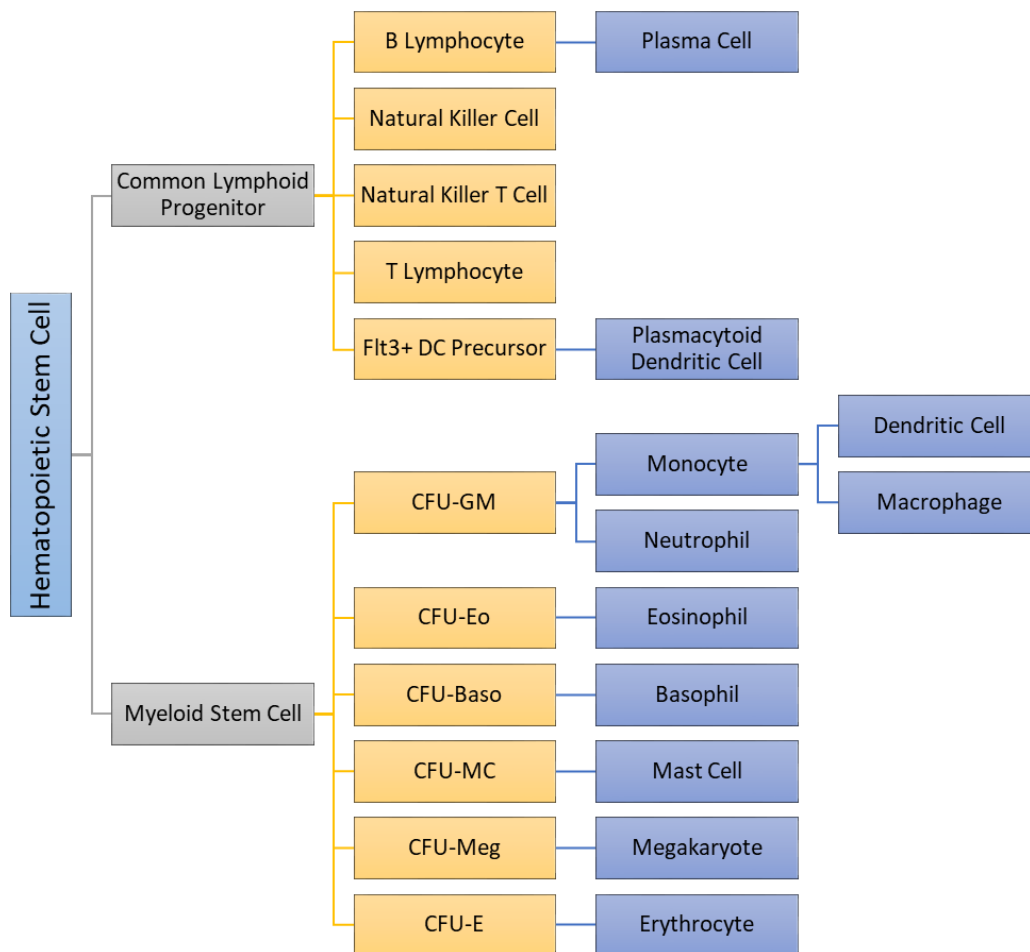 Hematopoietic Stem Cell
Common Lymphoid
Progenitor
B Lymphocyte
Plasma Cell
Natural Killer Cell
Natural Killer T Cell
T Lymphocyte
Flt3+ DC Precursor
Plasmacytoid
Dendritic Cell
Myeloid Stem Cell
CFU-GM
Monocyte
Dendritic Cell
Macrophage
Neutrophil
CFU-Eo
Eosinophil
CFU-Baso
Basophil
CFU-MC
Mast Cell
CFU-Meg
Megakaryote
CFU-E
Erythrocyte